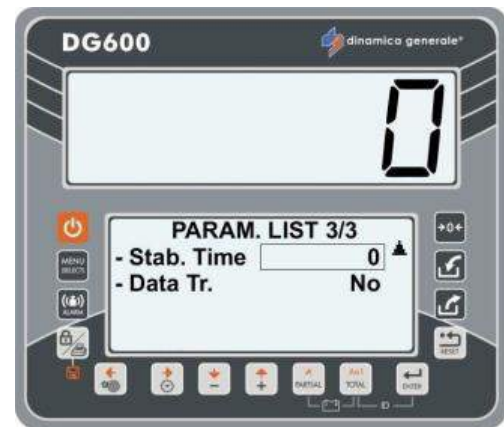 DG600
dinamica generale®
0
PARAM. LIST 3/3
- Stab. Time 0
- Data Tr. No
→0←
MENU
ALARM
RESET
-
+
PARTIAL
TOTAL
ENTER
ID